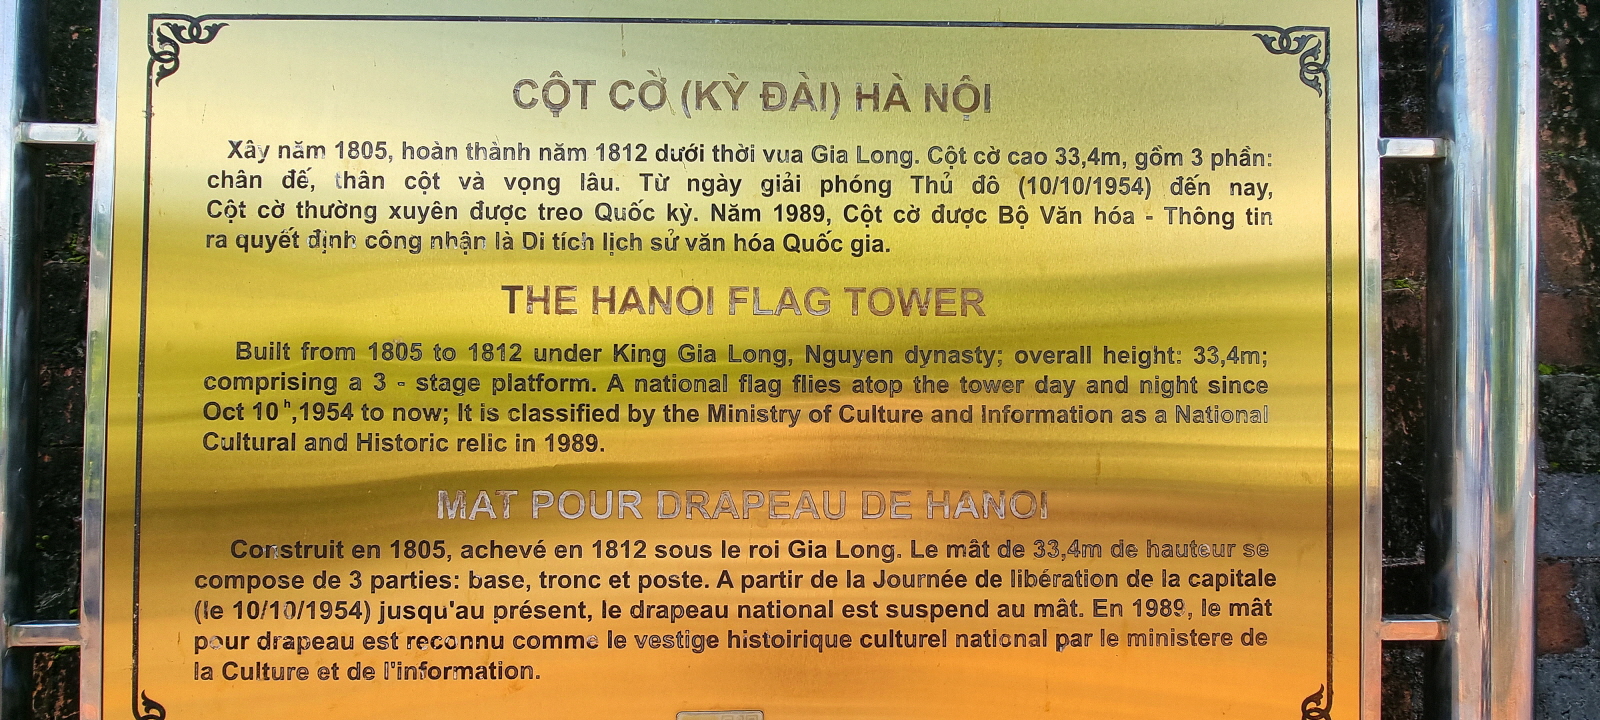 CỘT CỜ (KỲ ĐÀI) HÀ NỘI
Xây năm 1805, hoàn thành năm 1812 dưới thời vua Gia Long. Cột cờ cao 33,4m, gồm 3 phần:
chân đế, thân cột và vọng lâu. Từ ngày giải phóng Thủ đô (10/10/1954) đến nay,
Cột cờ thường xuyên được treo Quốc kỳ. Năm 1989, Cột cờ được Bộ Văn hóa - Thông tin
ra quyết định công nhận là Di tích lịch sử văn hóa Quốc gia.
THE HANOI FLAG TOWER
Built from 1805 to 1812 under King Gia Long, Nguyen dynasty; overall height: 33,4m;
comprising a 3 - stage platform. A national flag flies atop the tower day and night since
Oct 10 h,1954 to now; It is classified by the Ministry of Culture and Information as a National
Cultural and Historic relic in 1989.
MAT POUR DRAPEAU DE HANOI
Construit en 1805, achevé en 1812 sous le roi Gia Long. Le mât de 33,4m de hauteur se
compose de 3 parties: base, tronc et poste. A partir de la Journée de libération de la capitale
(le 10/10/1954) jusqu'au présent, le drapeau national est suspend au mât. En 1989, le mât
pour drapeau est reconnu comme le vestige histoirique culturel national par le ministere de
la Culture et de l'information.